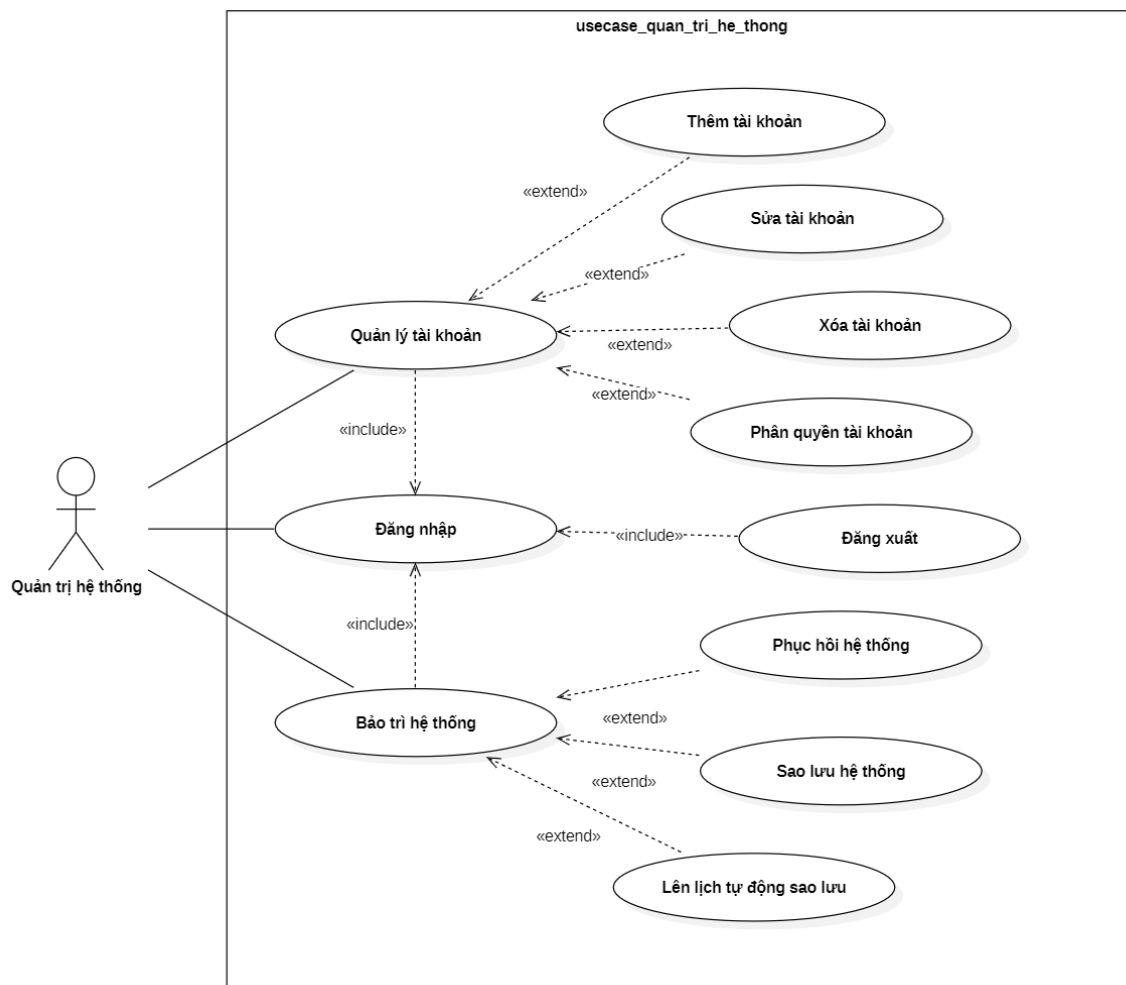 usecase_quan_tri_he_thong
Thêm tài khoản
«extend»
Sửa tài khoản
«extend»
Quản lý tài khoản
Xóa tài khoản
«extend»
«extend»
Phân quyền tài khoản
«include»
Đăng nhập
«include»
Đăng xuất
Quản trị hệ thống
«include»
Phục hồi hệ thống
Bảo trì hệ thống
«extend»
Sao lưu hệ thống
«extend»
«extend»
Lên lịch tự động sao lưu